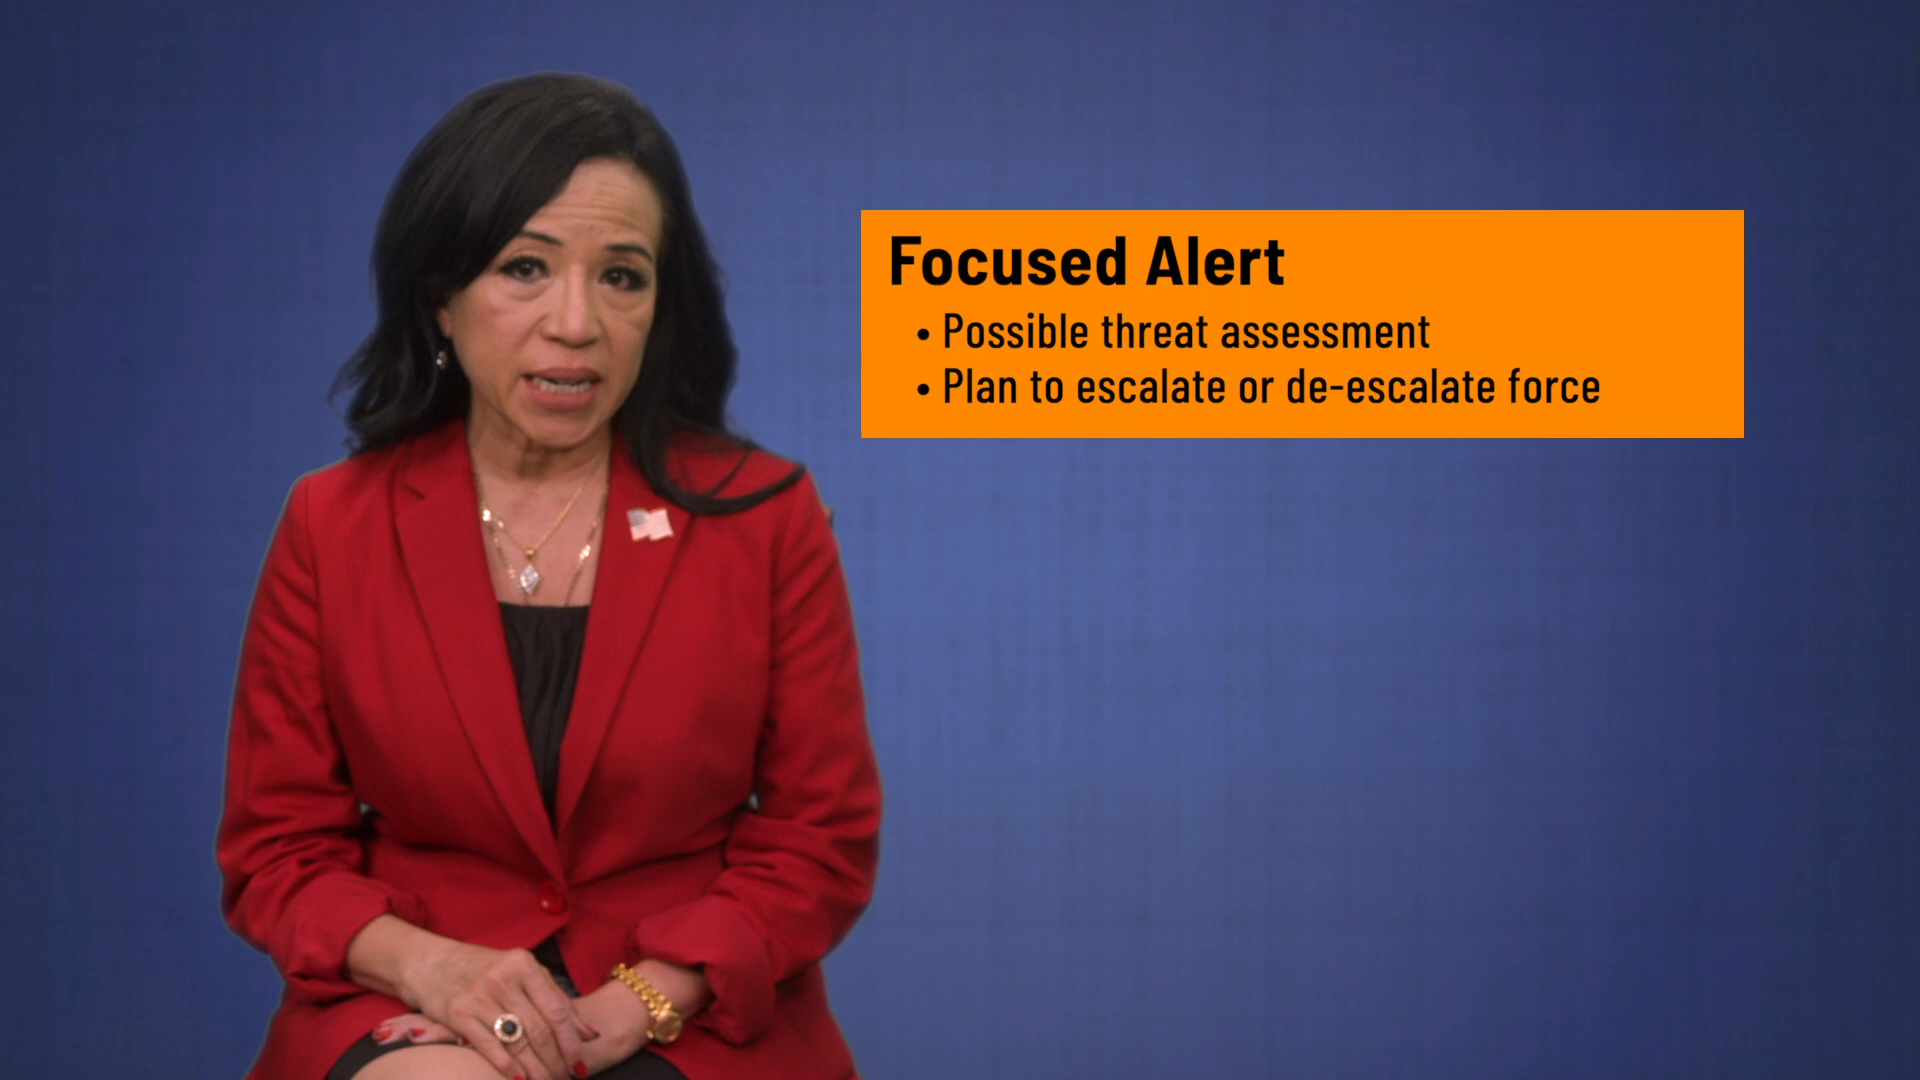 Focused Alert
• Possible threat assessment
• Plan to escalate or de-escalate force